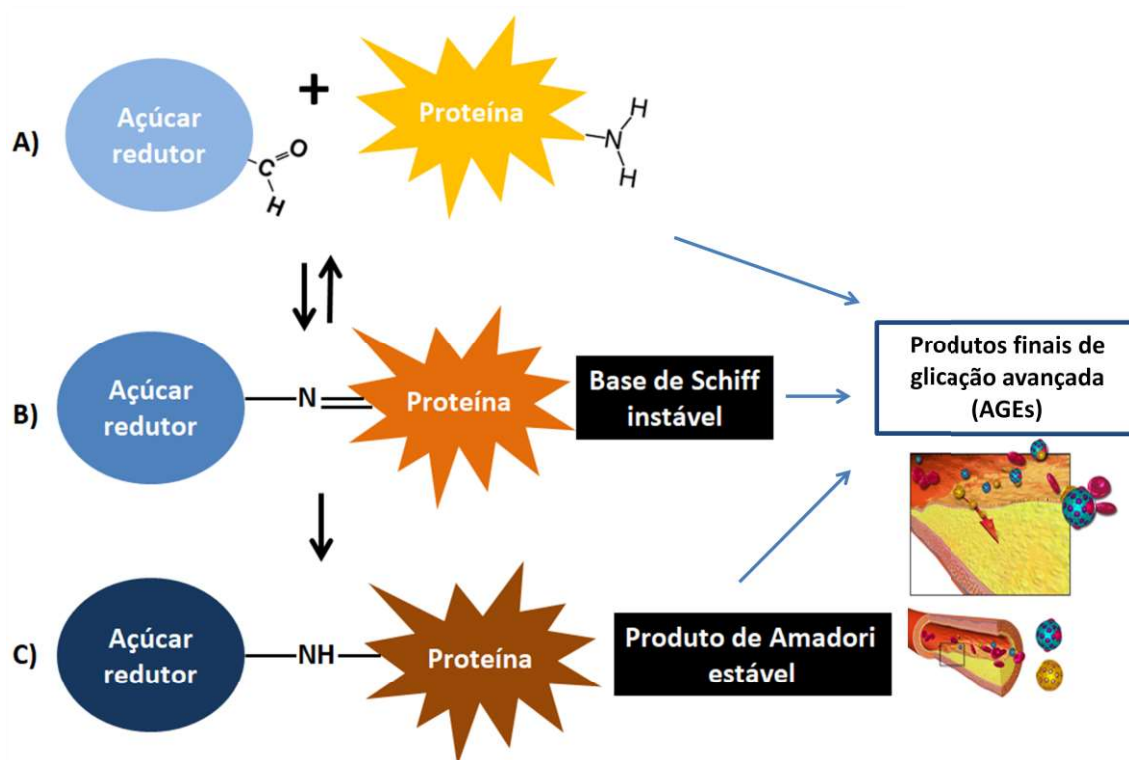 A)
Açúcar
redutor
C
O
H
+
Proteína
N
H
H
B)
Açúcar
redutor
N
Proteína
Base de Schiff
instável
Produtos finais de
glicação avançada
(AGEs)
C)
Açúcar
redutor
NH
Proteína
Produto de Amadori
estável